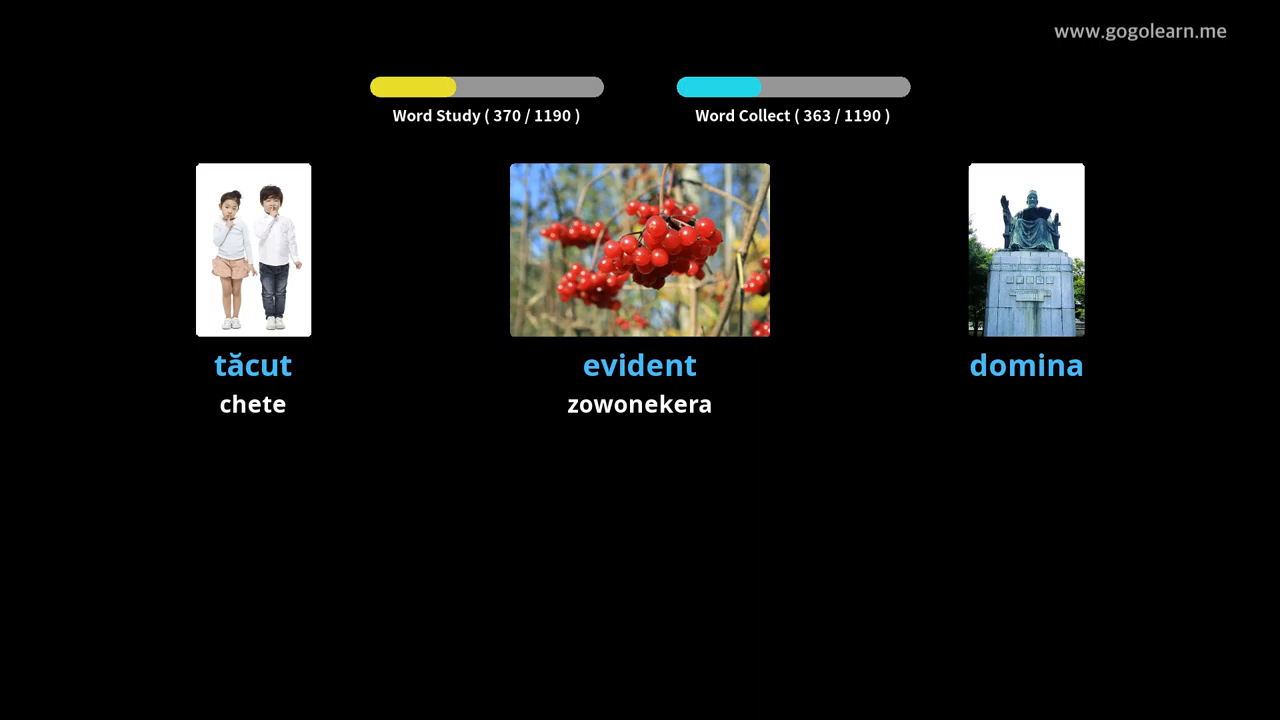 www.gogolearn.me
Word Study ( 370 / 1190 )
Word Collect ( 363 / 1190 )
tăcut
chete
evident
zowonekera
domina